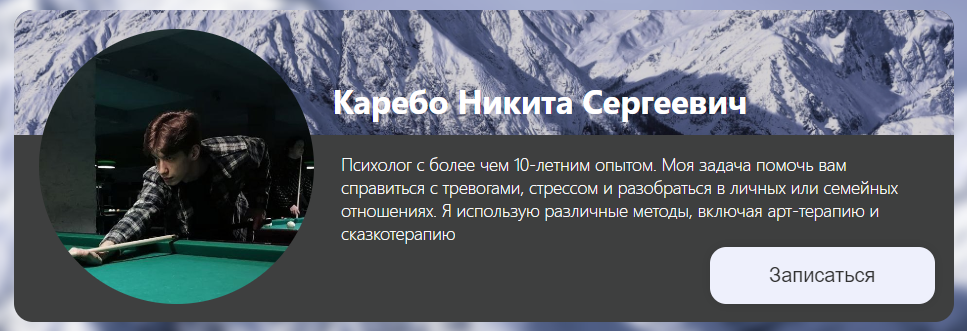 Каребо Никита Сергеевич
Психолог с более чем 10-летним опытом. Моя задача помочь вам
справиться с тревогами, стрессом и разобраться в личных или семейных
отношениях. Я использую различные методы, включая арт-терапию и
сказкотерапию
Записаться